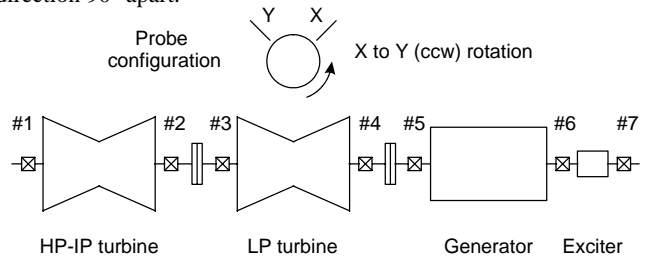 direction 90° apart.
Y X
Probe
configuration
X to Y (ccw) rotation
#1 #2 #3 #4 #5 #6 #7
HP-IP turbine LP turbine Generator Exciter